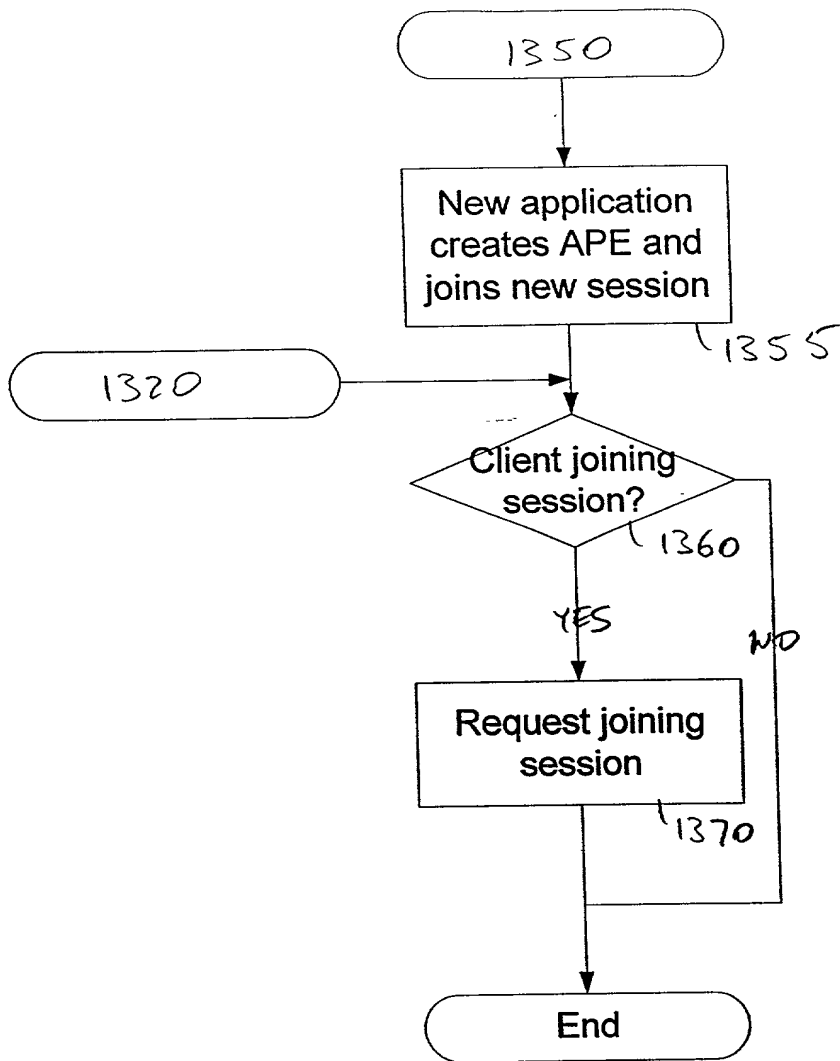 1350
New application
creates APE and
joins new session
1355
1320
Client joining
session?
1360
YES
NO
Request joining
session
1370
End